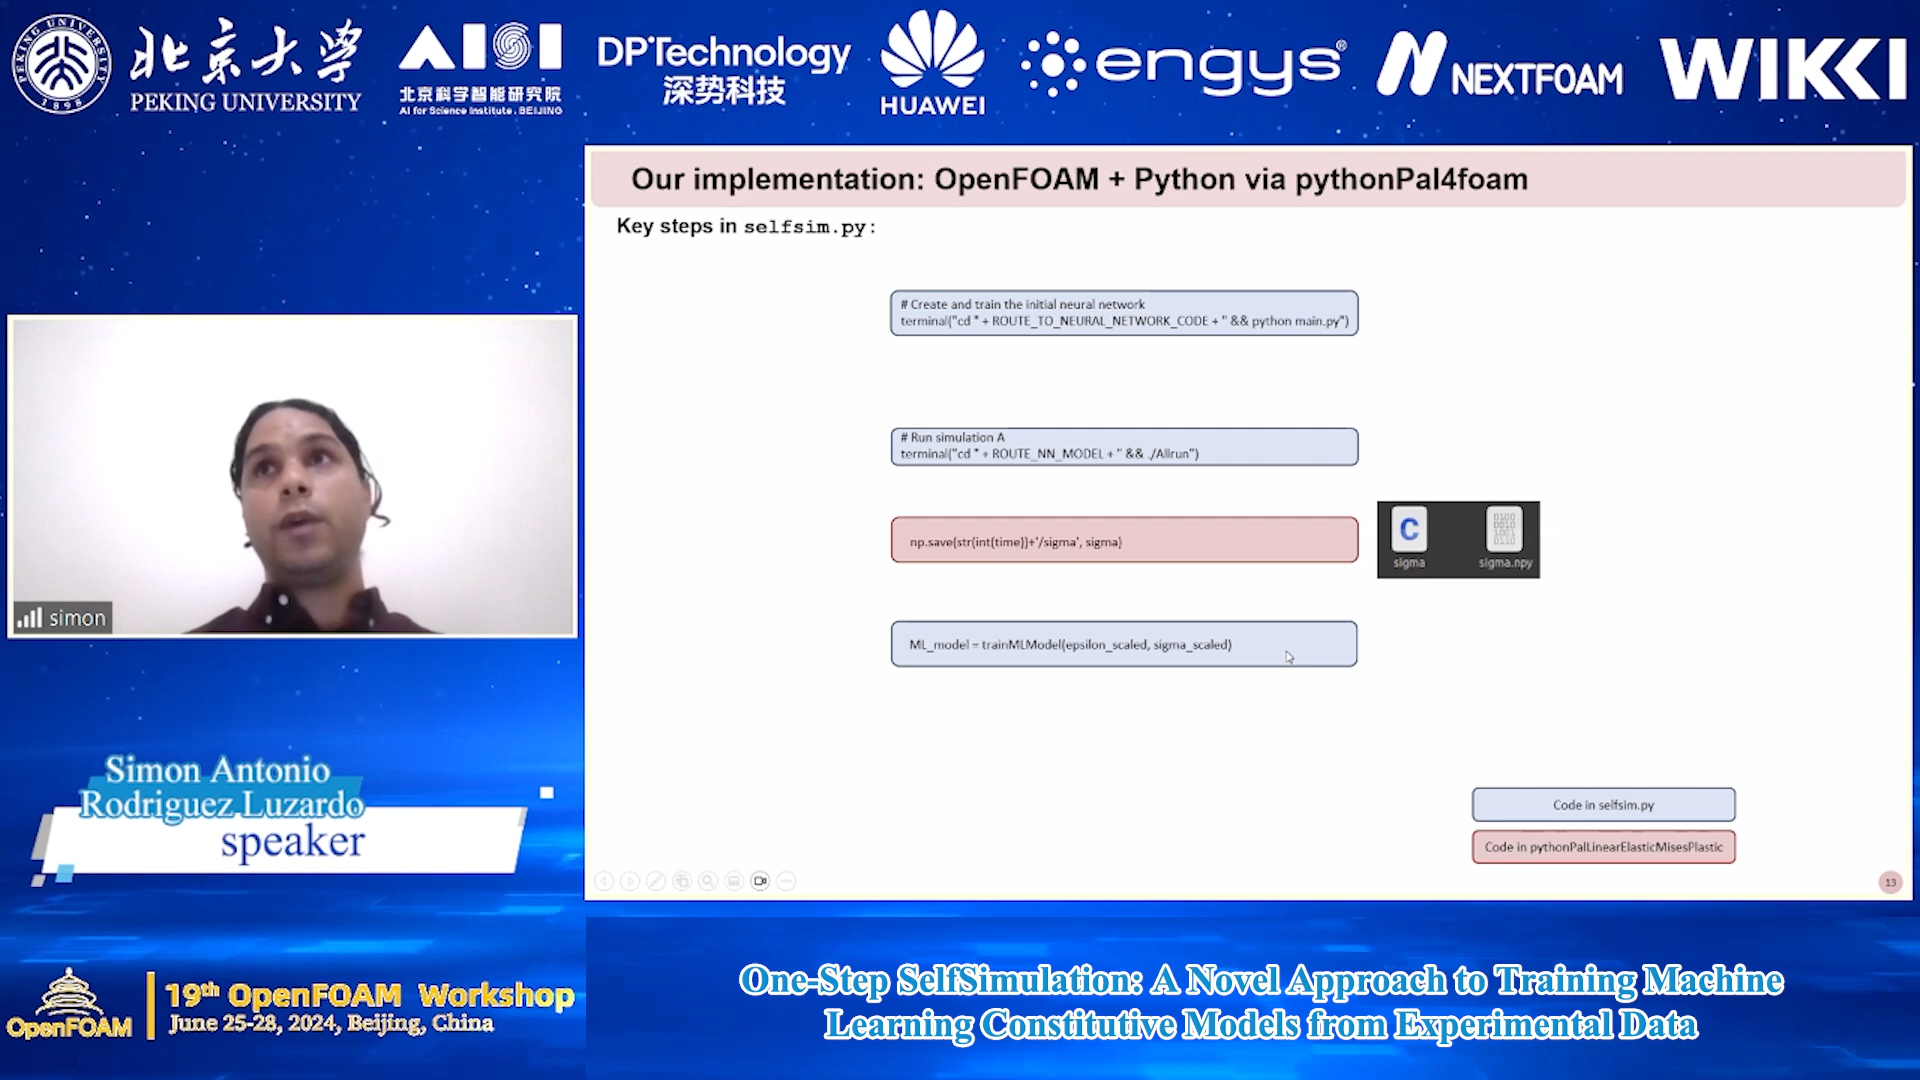 PEKING UNIVERSITY
1898
北京大学
PEKING UNIVERSITY
AISI
北京科学智能研究院
AI for Science Institute, BEIJING
DP Technology
深势科技
HUAWEI
engys®
NEXTFOAM
WIKKI
Our implementation: OpenFOAM + Python via pythonPal4foam
Key steps in selfsim.py:
# Create and train the initial neural network
terminal("cd " + ROUTE_TO_NEURAL_NETWORK_CODE + " && python main.py")
# Run simulation A
terminal("cd " + ROUTE_NN_MODEL + " && ./Allrun")
np.save(str(int(time))+'/sigma', sigma)
C
sigma
sigma.npy
ML_model = trainMLModel(epsilon_scaled, sigma_scaled)
Code in selfsim.py
Code in pythonPalLinearElasticMisesPlastic
13
simon
Simon Antonio
Rodriguez Luzardo
speaker
OpenFOAM
19th OpenFOAM Workshop
June 25-28, 2024, Beijing, China
One-Step SelfSimulation: A Novel Approach to Training Machine
Learning Constitutive Models from Experimental Data